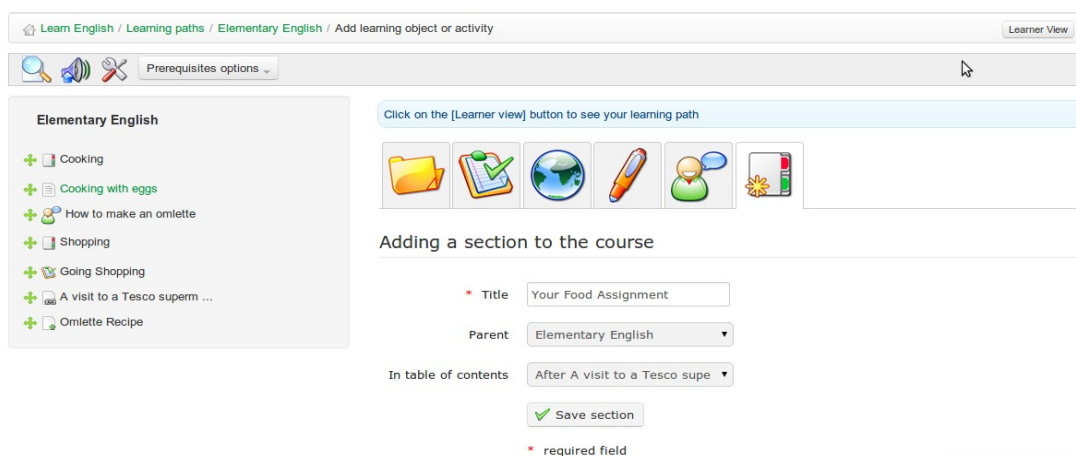 Learn English / Learning paths / Elementary English / Add learning object or activity
Learner View
Prerequisites options
Elementary English
Cooking
Cooking with eggs
How to make an omlette
Shopping
Going Shopping
A visit to a Tesco superm ...
Omlette Recipe
Click on the [Learner view] button to see your learning path
Adding a section to the course
* Title Your Food Assignment
Parent Elementary English
In table of contents After A visit to a Tesco supe
Save section
* required field